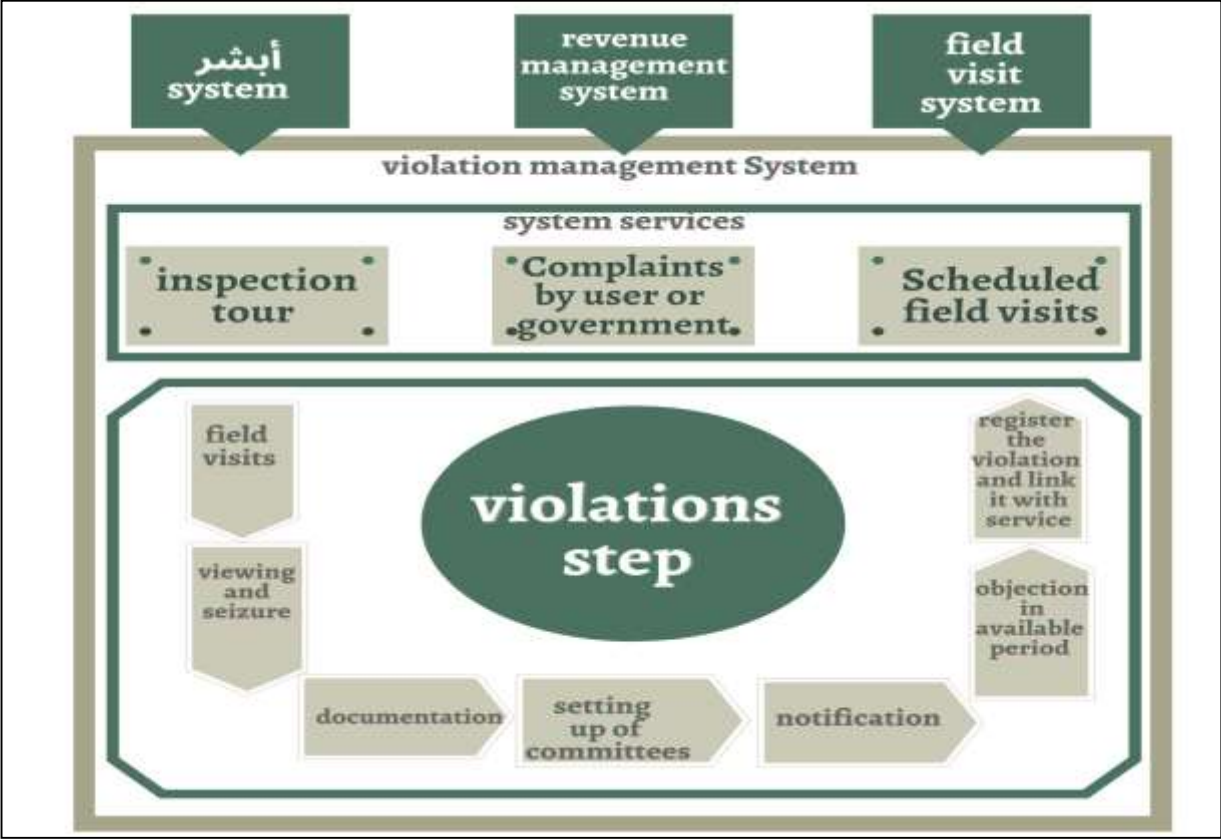 أبشر
system
revenue
management
system
field
visit
system
violation management System
system services
inspection
tour
Complaints
by user or
government
Scheduled
field visits
field
visits
viewing
and
seizure
documentation
setting
up of
committees
notification
objection
in
available
period
register
the
violation
and link
it with
service
violations
step